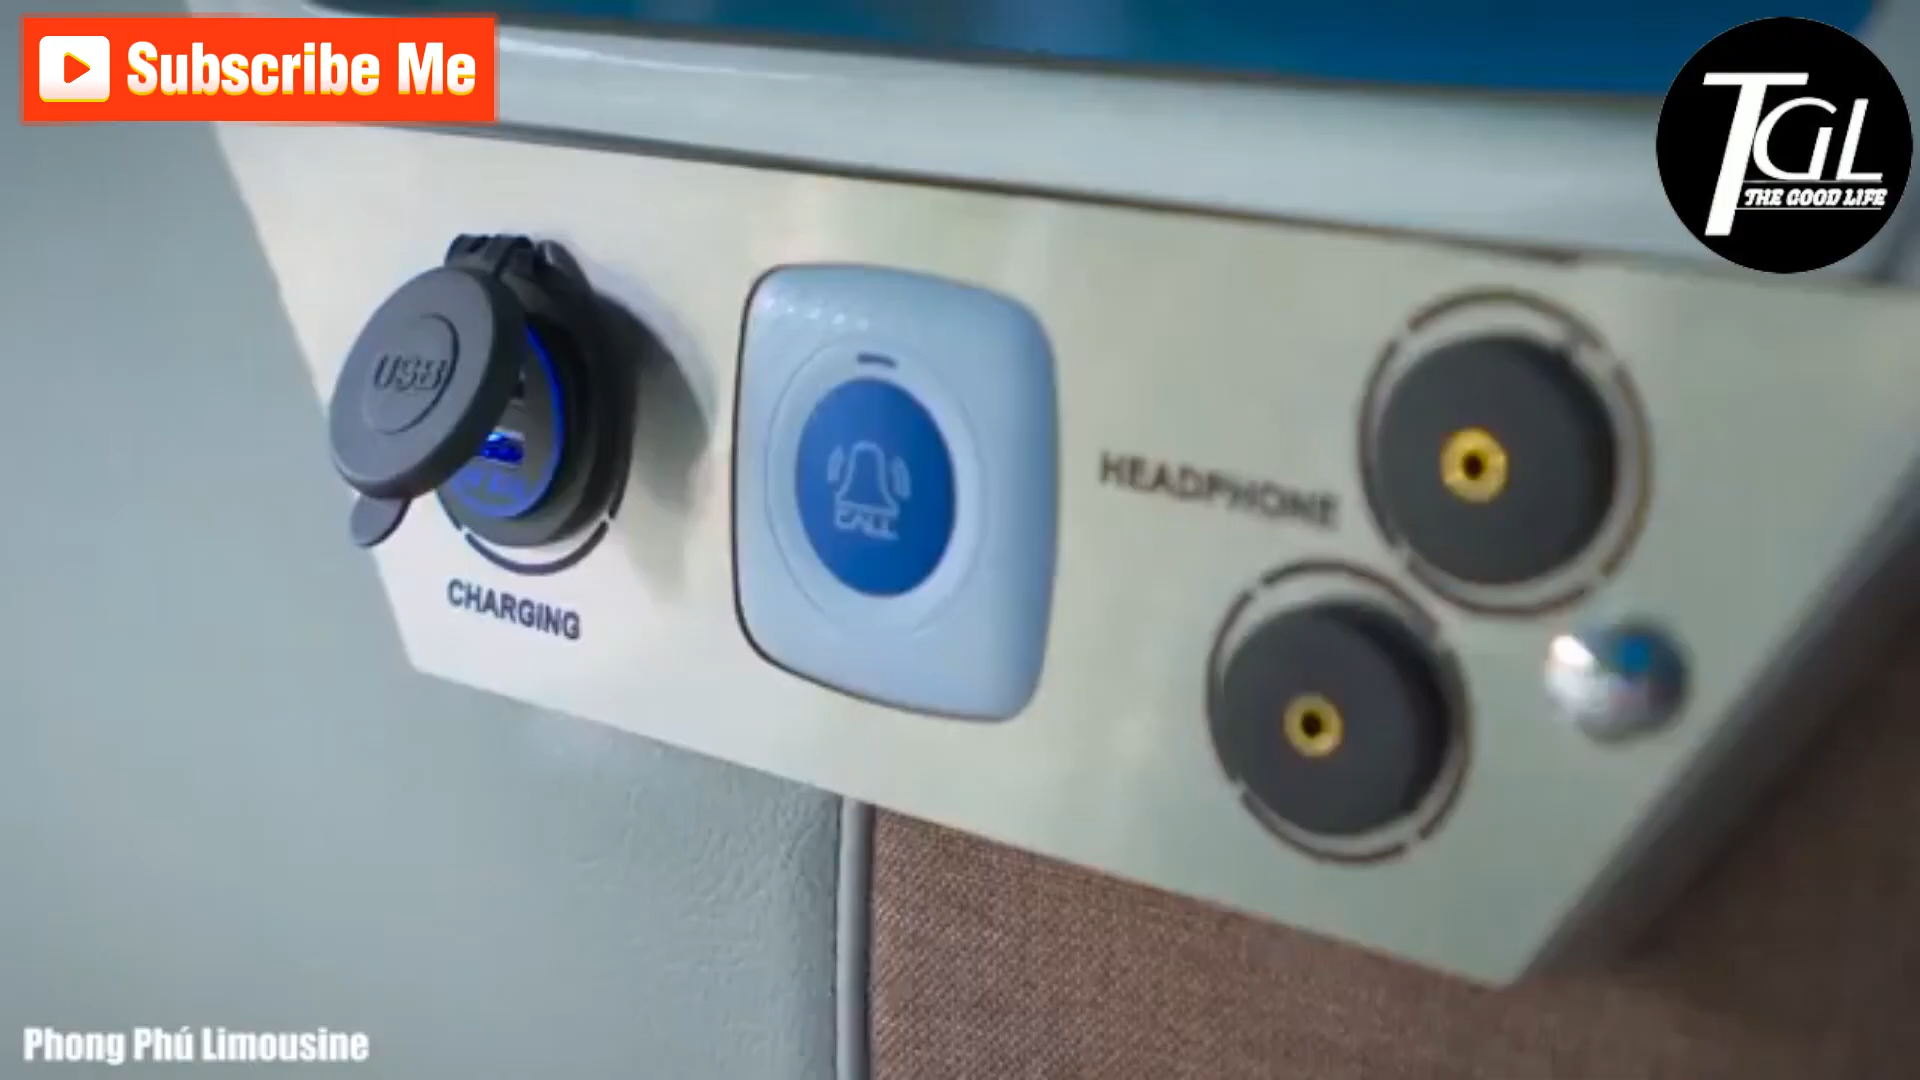 Subscribe Me
TGL
THE GOOD LIFE
USB
CALL
HEADPHONE
CHARGING
Phong Phú Limousine